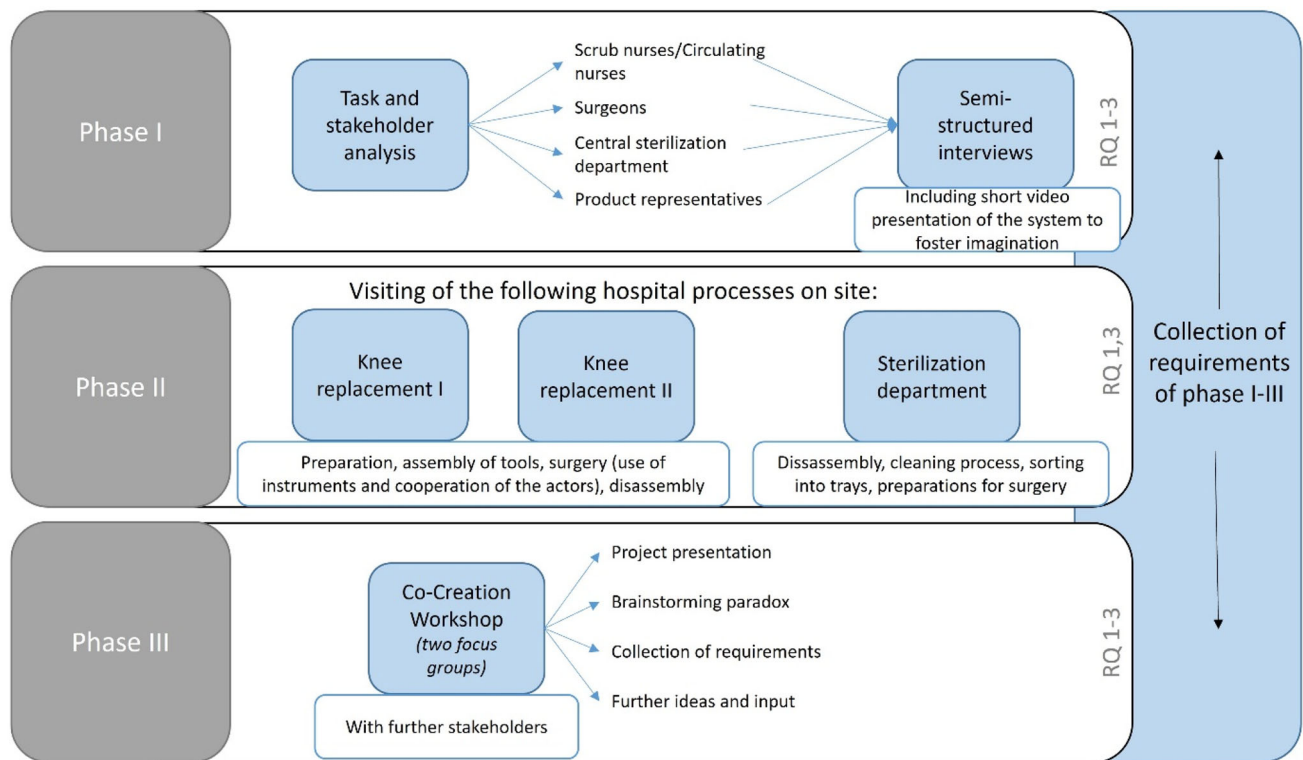 Phase I
Task and
stakeholder
analysis
Scrub nurses/Circulating
nurses
Surgeons
Central sterilization
department
Product representatives
Semi-
structured
interviews
Including short video
presentation of the system to
foster imagination
RQ 1-3
Phase II
Visiting of the following hospital processes on site:
Knee
replacement I
Knee
replacement II
Sterilization
department
Preparation, assembly of tools, surgery (use of
instruments and cooperation of the actors), disassembly
Dissassembly, cleaning process, sorting
into trays, preparations for surgery
RQ 1,3
Collection of
requirements
of phase I-III
Phase III
Co-Creation
Workshop
(two focus
groups)
With further stakeholders
Project presentation
Brainstorming paradox
Collection of requirements
Further ideas and input
RQ 1-3